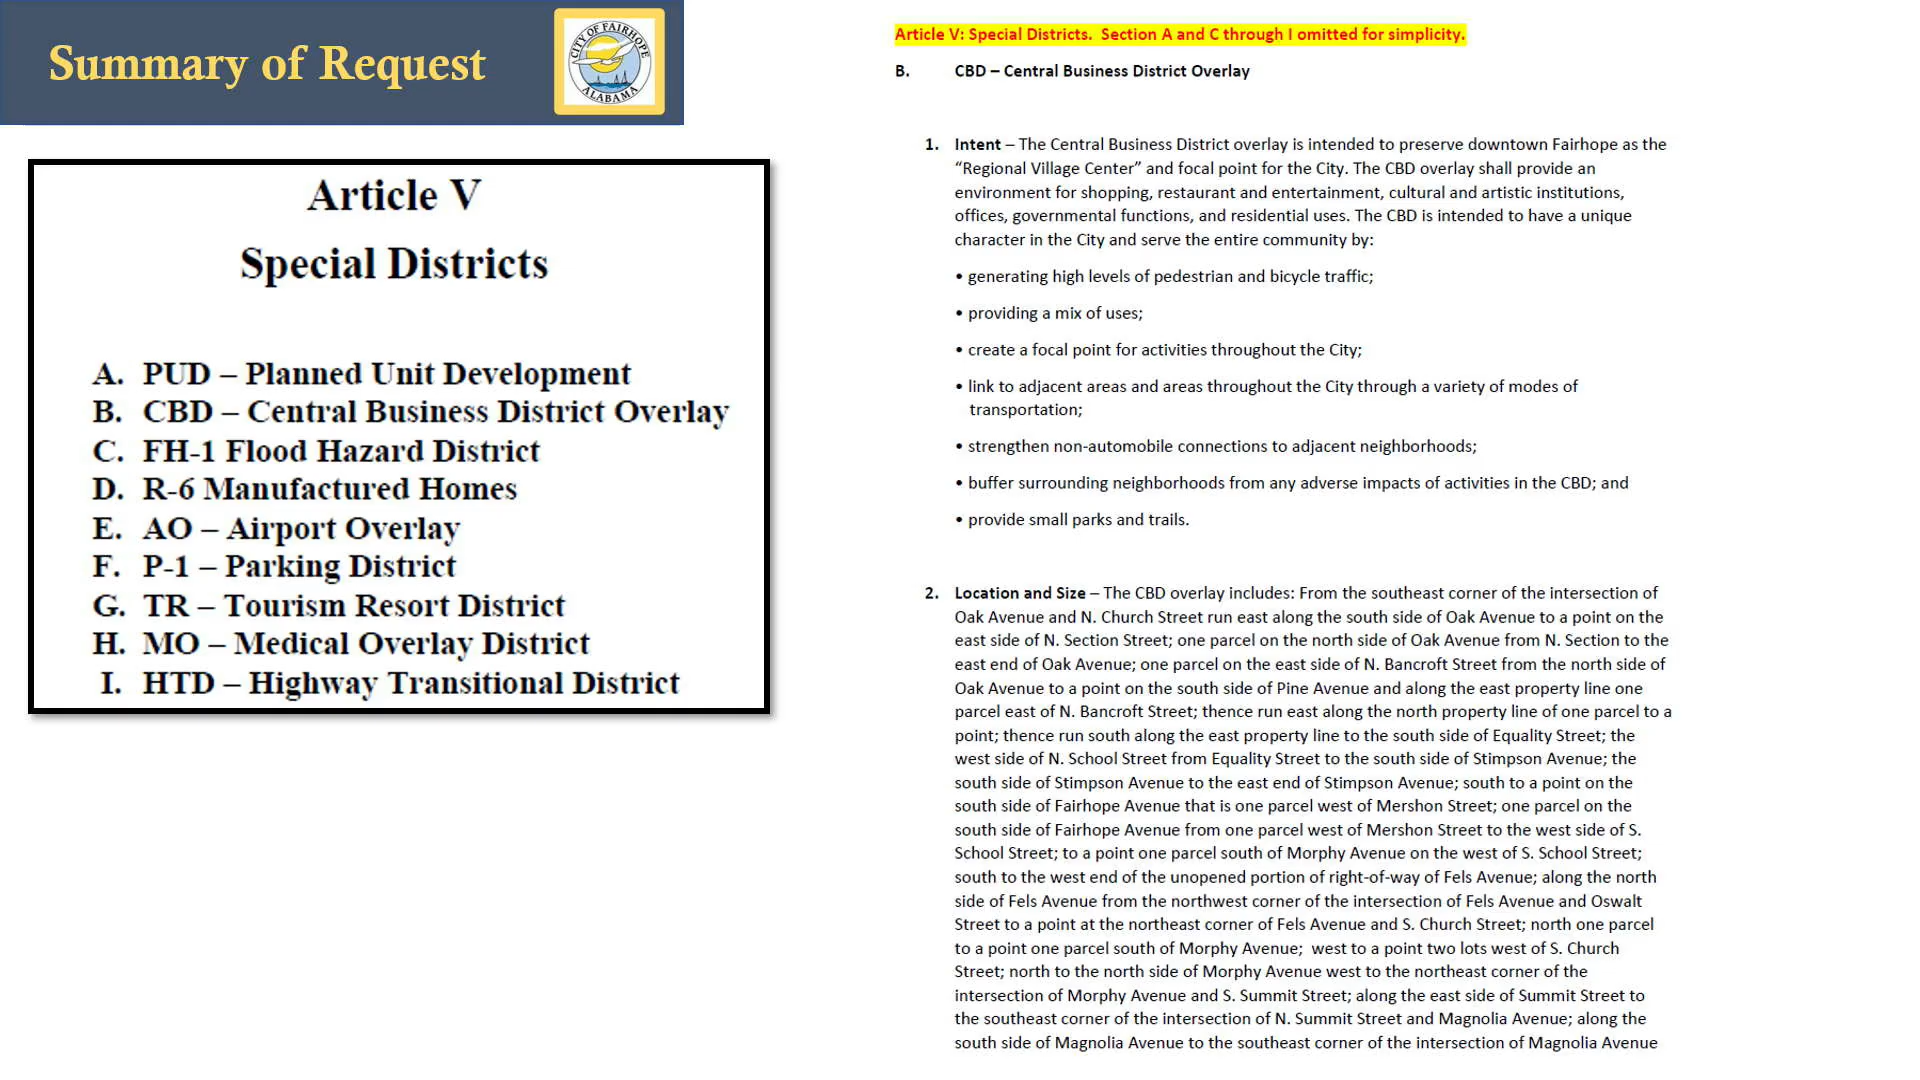 Summary of Request
CITY OF FAIRHOPE
ALABAMA
Article V
Special Districts
A. PUD – Planned Unit Development
B. CBD – Central Business District Overlay
C. FH-1 Flood Hazard District
D. R-6 Manufactured Homes
E. AO – Airport Overlay
F. P-1 – Parking District
G. TR – Tourism Resort District
H. MO – Medical Overlay District
I. HTD – Highway Transitional District
Article V: Special Districts. Section A and C through I omitted for simplicity.
B. CBD – Central Business District Overlay
1. Intent – The Central Business District overlay is intended to preserve downtown Fairhope as the
“Regional Village Center” and focal point for the City. The CBD overlay shall provide an
environment for shopping, restaurant and entertainment, cultural and artistic institutions,
offices, governmental functions, and residential uses. The CBD is intended to have a unique
character in the City and serve the entire community by:
• generating high levels of pedestrian and bicycle traffic;
• providing a mix of uses;
• create a focal point for activities throughout the City;
• link to adjacent areas and areas throughout the City through a variety of modes of
transportation;
• strengthen non-automobile connections to adjacent neighborhoods;
• buffer surrounding neighborhoods from any adverse impacts of activities in the CBD; and
• provide small parks and trails.
2. Location and Size – The CBD overlay includes: From the southeast corner of the intersection of
Oak Avenue and N. Church Street run east along the south side of Oak Avenue to a point on the
east side of N. Section Street; one parcel on the north side of Oak Avenue from N. Section to the
east end of Oak Avenue; one parcel on the east side of N. Bancroft Street from the north side of
Oak Avenue to a point on the south side of Pine Avenue and along the east property line one
parcel east of N. Bancroft Street; thence run east along the north property line of one parcel to a
point; thence run south along the east property line to the south side of Equality Street; the
west side of N. School Street from Equality Street to the south side of Stimpson Avenue; the
south side of Stimpson Avenue to the east end of Stimpson Avenue; south to a point on the
south side of Fairhope Avenue that is one parcel west of Mershon Street; one parcel on the
south side of Fairhope Avenue from one parcel west of Mershon Street to the west side of S.
School Street; to a point one parcel south of Morphy Avenue on the west of S. School Street;
south to the west end of the unopened portion of right-of-way of Fels Avenue; along the north
side of Fels Avenue from the northwest corner of the intersection of Fels Avenue and Oswalt
Street to a point at the northeast corner of Fels Avenue and S. Church Street; north one parcel
to a point one parcel south of Morphy Avenue; west to a point two lots west of S. Church
Street; north to the north side of Morphy Avenue west to the northeast corner of the
intersection of Morphy Avenue and S. Summit Street; along the east side of Summit Street to
the southeast corner of the intersection of N. Summit Street and Magnolia Avenue; along the
south side of Magnolia Avenue to the southeast corner of the intersection of Magnolia Avenue